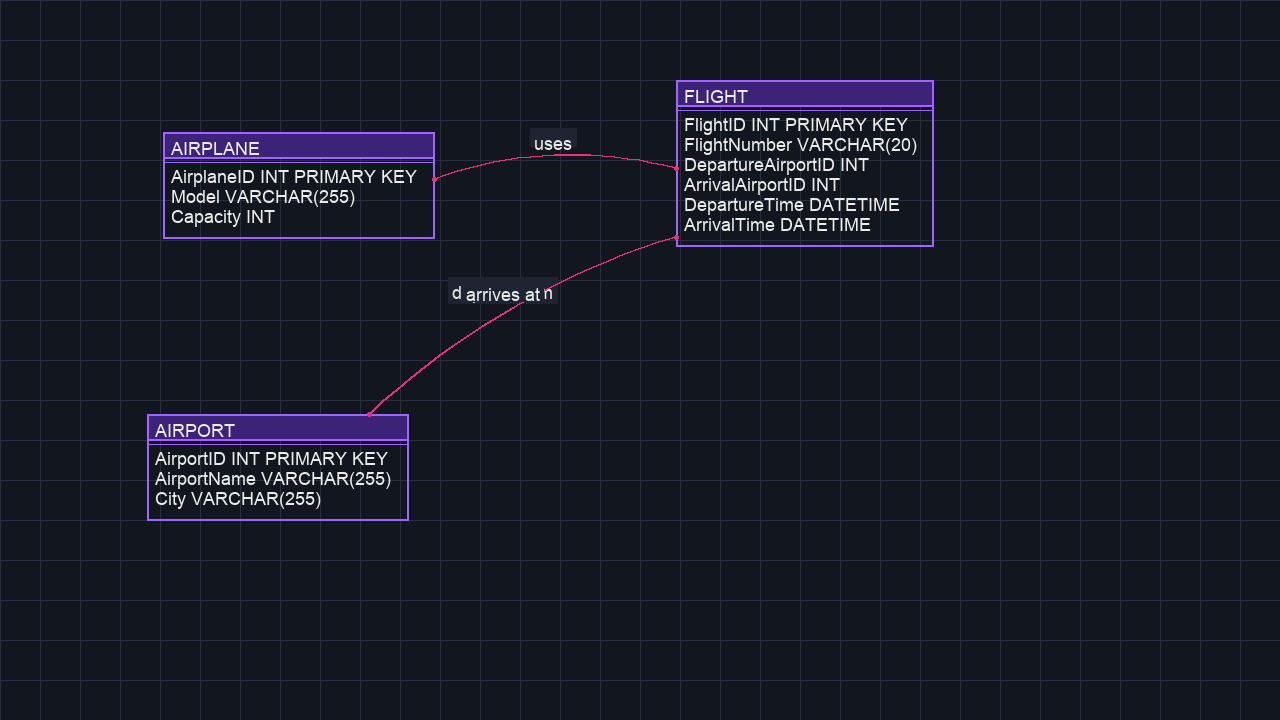 FLIGHT
FlightID INT PRIMARY KEY
FlightNumber VARCHAR(20)
DepartureAirportID INT
ArrivalAirportID INT
DepartureTime DATETIME
ArrivalTime DATETIME
uses
AIRPLANE
AirplaneID INT PRIMARY KEY
Model VARCHAR(255)
Capacity INT
arrives at
AIRPORT
AirportID INT PRIMARY KEY
AirportName VARCHAR(255)
City VARCHAR(255)